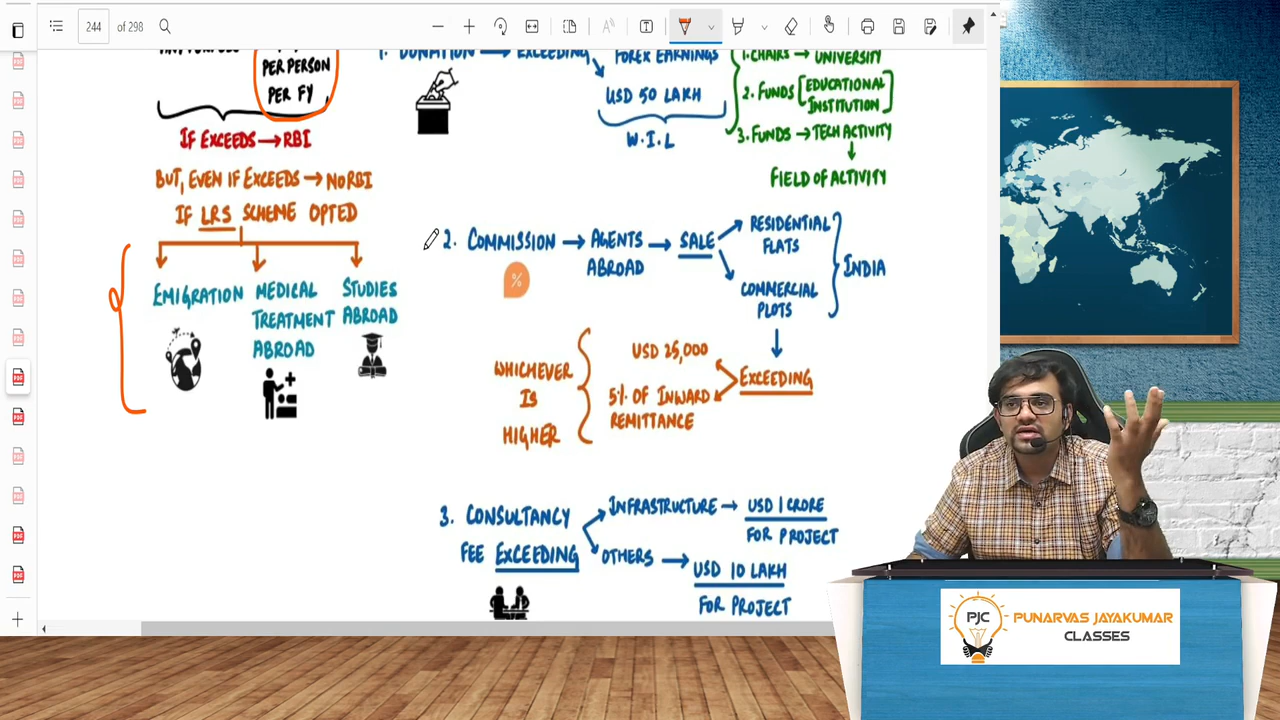 244 of 298
PER PERSON
PER FY
IF EXCEEDS → RBI
BUT, EVEN IF EXCEEDS → NO RBI
IF LRS SCHEME OPTED
EMIGRATION
MEDICAL
TREATMENT
ABROAD
STUDIES
ABROAD
1. DONATION → EXCEEDING
FOREX EARNINGS
USD 50 LAKH
W.I.L
1. CHAIRS → UNIVERSITY
2. FUNDS [EDUCATIONAL
INSTITUTION]
3. FUNDS → TECH ACTIVITY
FIELD OF ACTIVITY
2. COMMISSION → AGENTS
ABROAD
→ SALE
RESIDENTIAL
FLATS
COMMERCIAL
PLOTS
INDIA
%
EXCEEDING
USD 25,000
5% OF INWARD
REMITTANCE
WHICHEVER
IS
HIGHER
3. CONSULTANCY
FEE EXCEEDING
INFRASTRUCTURE → USD 1 CRORE
FOR PROJECT
OTHERS → USD 10 LAKH
FOR PROJECT
PJC
PUNARVAS JAYAKUMAR
CLASSES